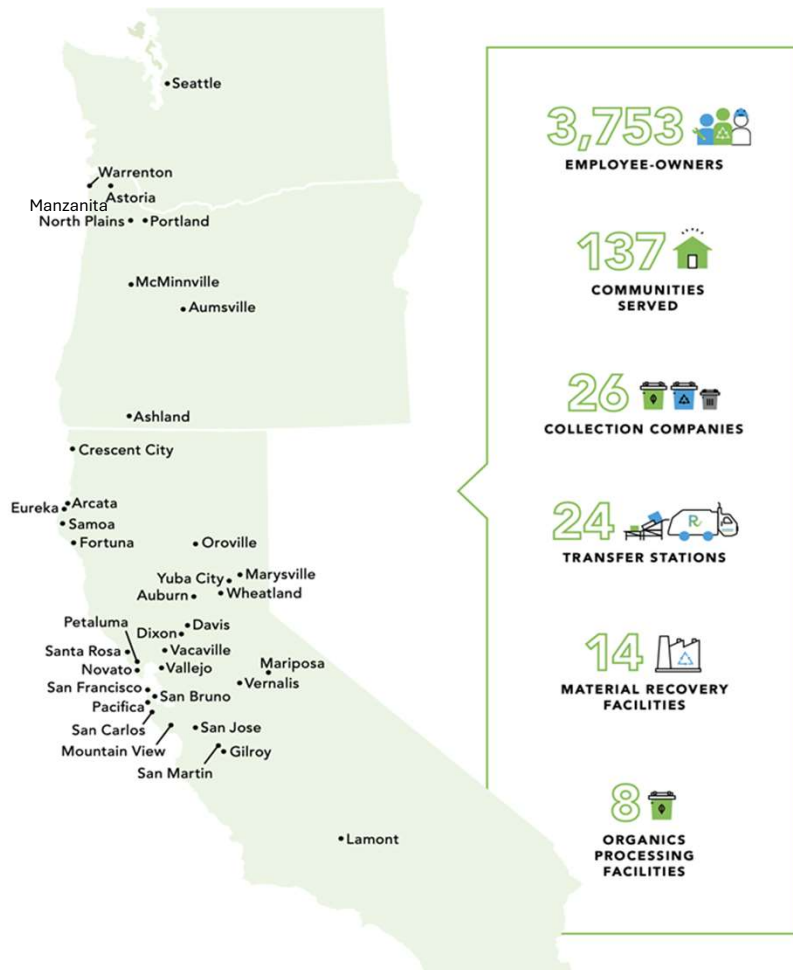 Seattle
Warrenton
Astoria
Manzanita
North Plains
Portland
McMinnville
Aumsville
Ashland
Crescent City
Arcata
Eureka
Samoa
Fortuna
Oroville
Marysville
Yuba City
Wheatland
Auburn
Petaluma
Davis
Dixon
Santa Rosa
Vacaville
Novato
Vallejo
Mariposa
Vernalis
San Francisco
San Bruno
Pacifica
San Carlos
San Jose
Mountain View
Gilroy
San Martin
Lamont
3,753
EMPLOYEE-OWNERS
137
COMMUNITIES
SERVED
26
COLLECTION COMPANIES
24
R
TRANSFER STATIONS
14
MATERIAL RECOVERY
FACILITIES
8
ORGANICS
PROCESSING
FACILITIES